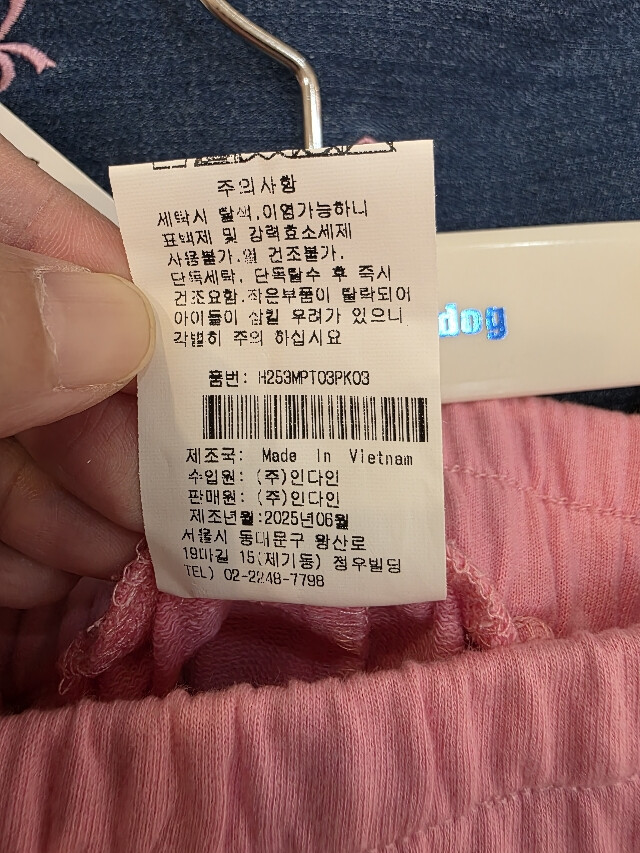 주의사항
세탁시 탈색.이염가능하니
표백제 및 강력효소세제
사용불가.열 건조불가.
단독세탁, 단독탈수 후 즉시
건조요함.작은부품이 탈락되어
아이들이 삼킬 우려가 있으니
각별히 주의 하십시요
품번: H253MPT03PK03
제조국: Made In Vietnam
수입원: (주)인다인
판매원: (주)인다인
제조년월:2025년06월
서울시 동대문구 왕산로
19마길 15(제기동) 정우빌딩
TEL) 02-2248-7798
dog